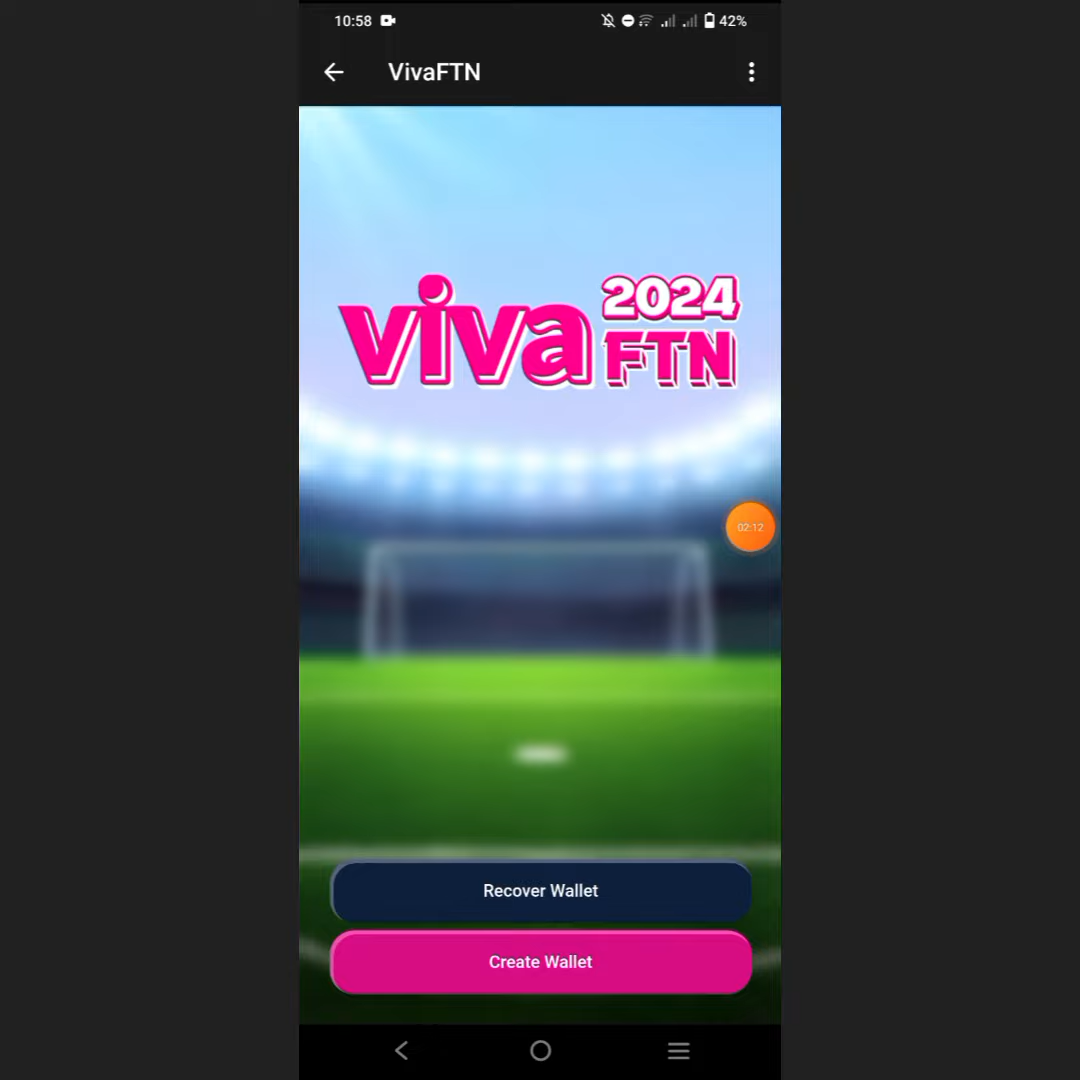 10:58 42%
VivaFTN
viva 2024 FTN
02:12
Recover Wallet
Create Wallet